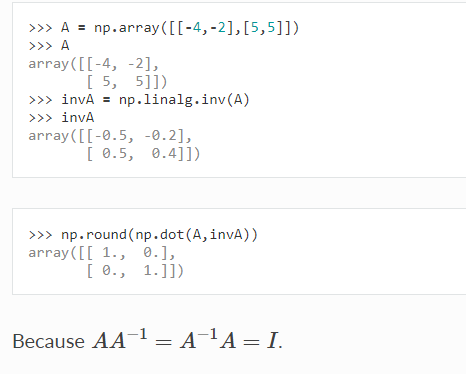 >>> A = np.array([[-4,-2],[5,5]])
>>> A
array([[-4, -2],
       [ 5,  5]])
>>> invA = np.linalg.inv(A)
>>> invA
array([[-0.5, -0.2],
       [ 0.5,  0.4]])
>>> np.round(np.dot(A,invA))
array([[ 1.,  0.],
       [ 0.,  1.]])
Because AA⁻¹ = A⁻¹A = I.